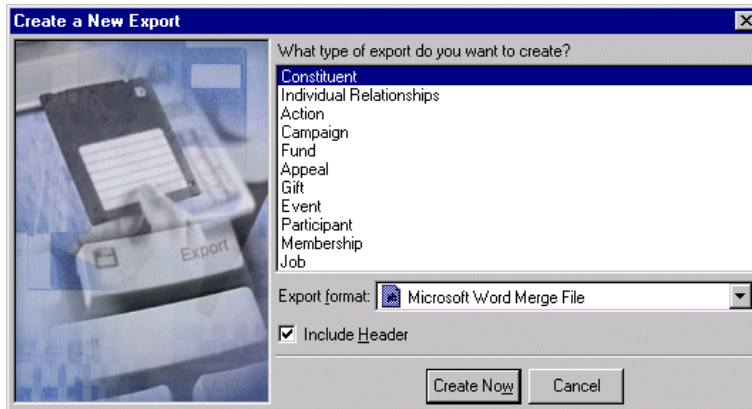 Create a New Export
What type of export do you want to create?
Constituent
Individual Relationships
Action
Campaign
Fund
Appeal
Gift
Event
Participant
Membership
Job
Export
Export format: Microsoft Word Merge File
Include Header
Create Now Cancel